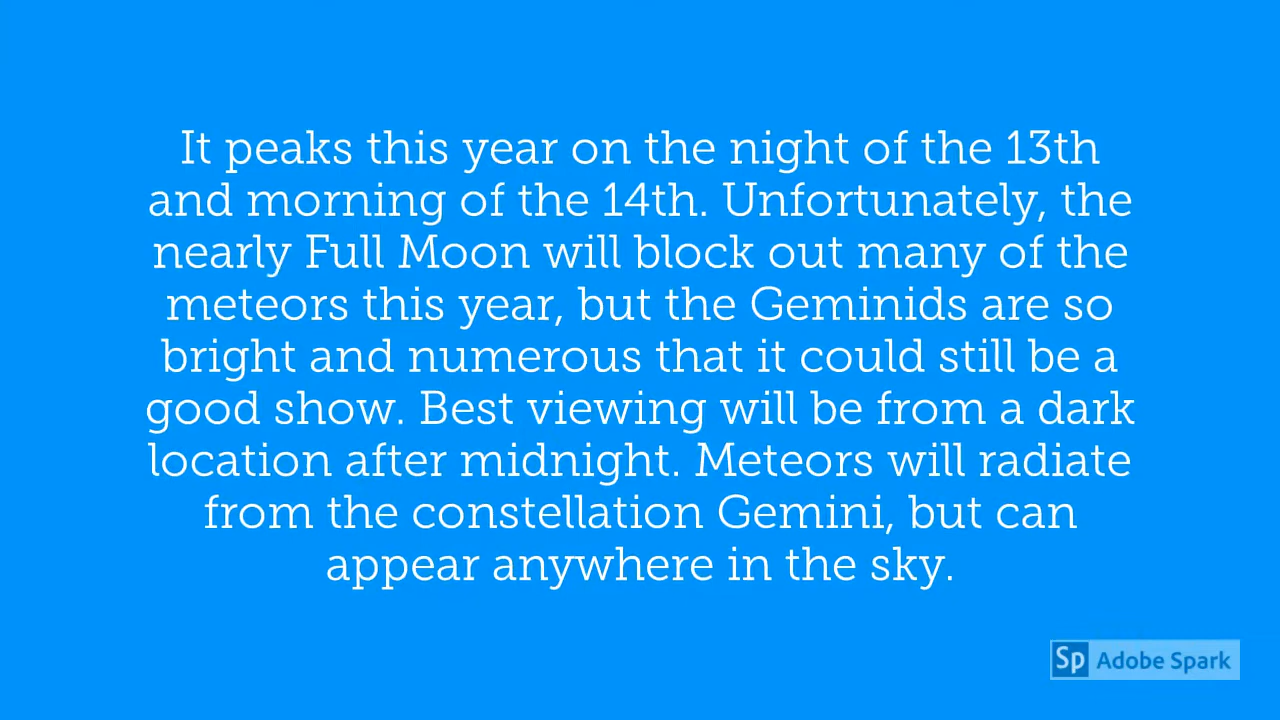 It peaks this year on the night of the 13th
and morning of the 14th. Unfortunately, the
nearly Full Moon will block out many of the
meteors this year, but the Geminids are so
bright and numerous that it could still be a
good show. Best viewing will be from a dark
location after midnight. Meteors will radiate
from the constellation Gemini, but can
appear anywhere in the sky.
Sp Adobe Spark